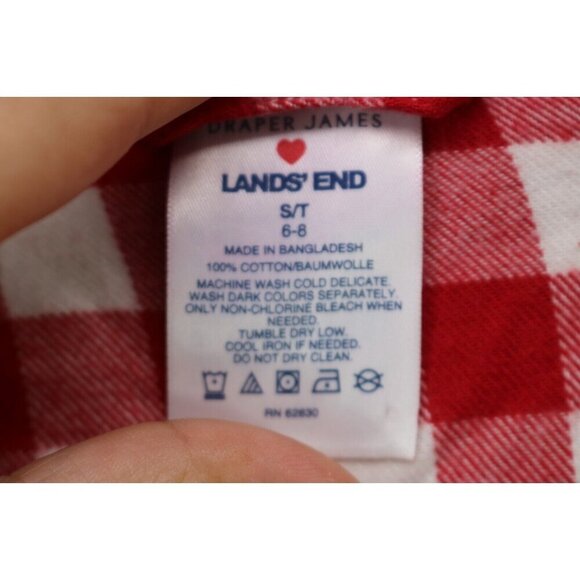 DRAPER JAMES
LANDS' END
S/T
6-8
MADE IN BANGLADESH
100% COTTON/BAUMWOLLE
MACHINE WASH COLD DELICATE.
WASH DARK COLORS SEPARATELY.
ONLY NON-CHLORINE BLEACH WHEN
NEEDED.
TUMBLE DRY LOW.
COOL IRON IF NEEDED.
DO NOT DRY CLEAN.
RN 62830